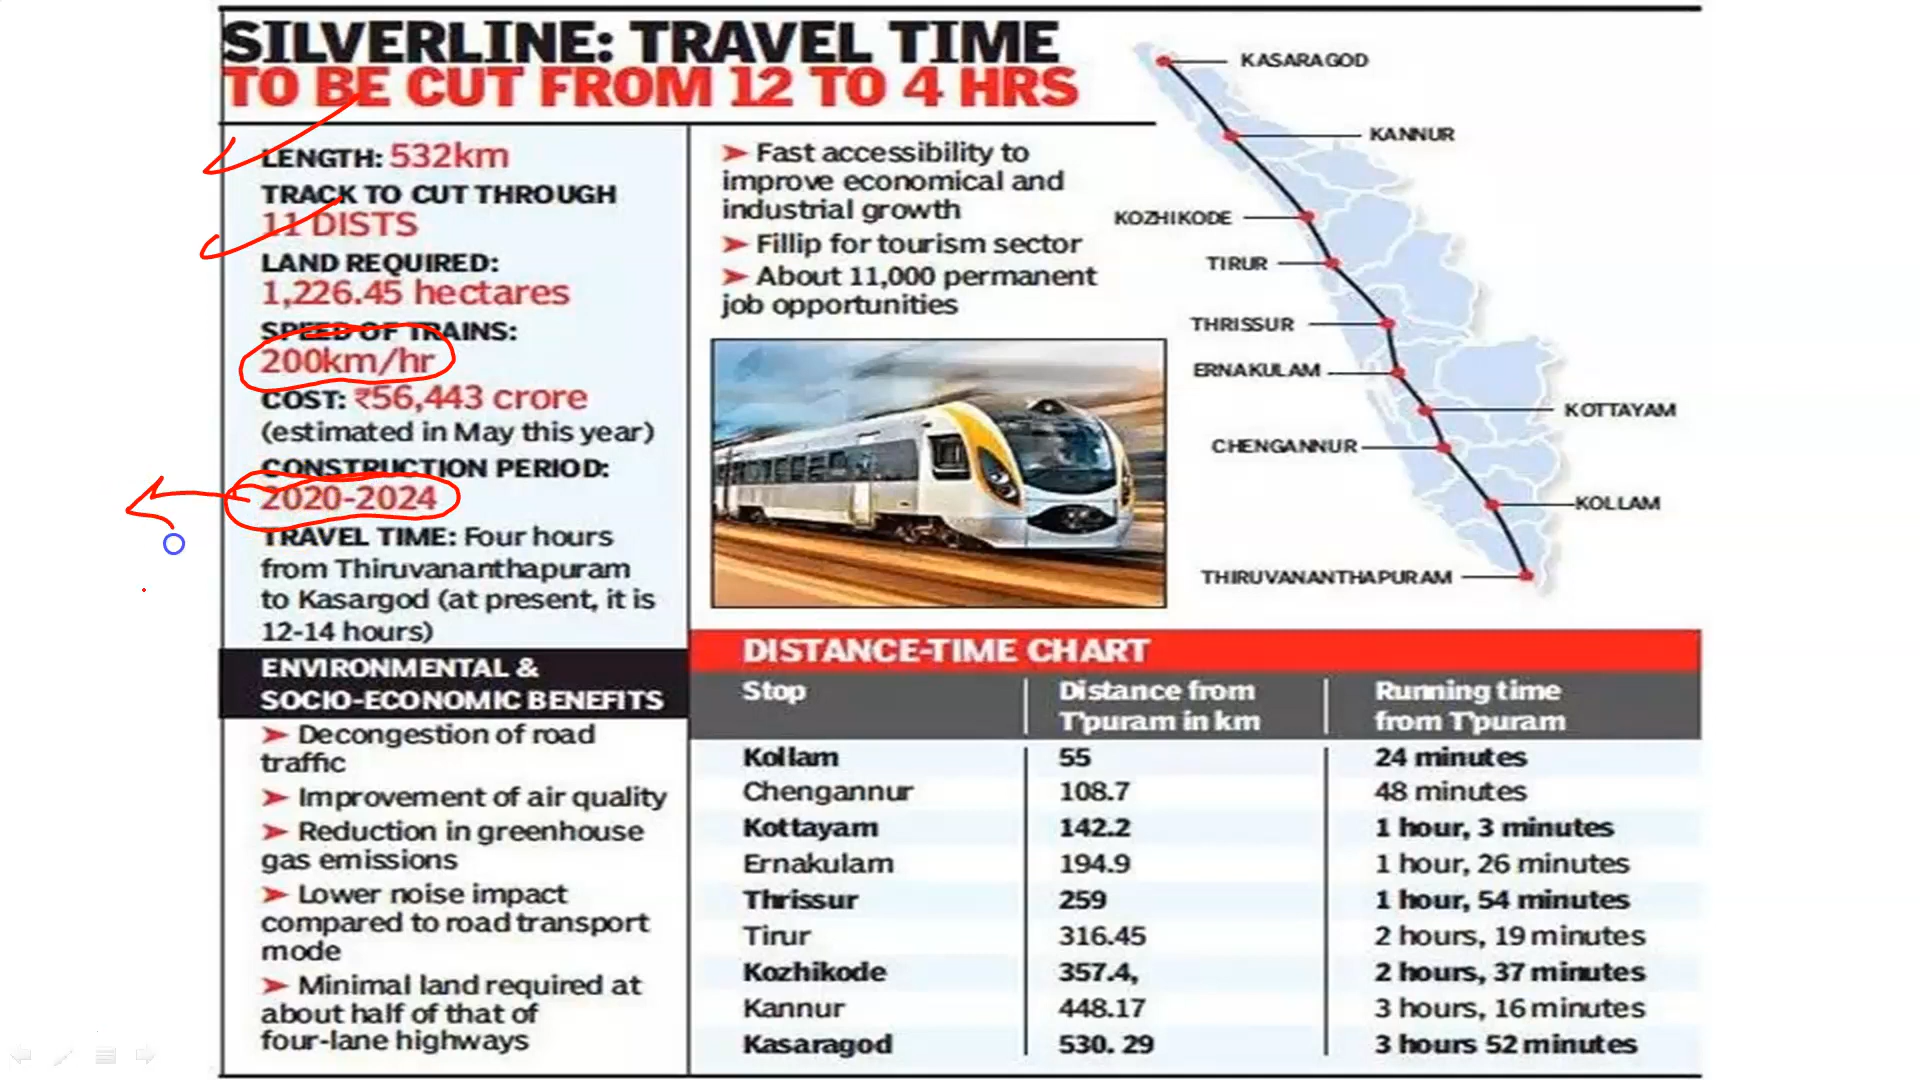 SILVERLINE: TRAVEL TIME
TO BE CUT FROM 12 TO 4 HRS
LENGTH: 532km
TRACK TO CUT THROUGH
11 DISTS
LAND REQUIRED:
1,226.45 hectares
SPEED OF TRAINS:
200km/hr
COST: ₹56,443 crore
(estimated in May this year)
CONSTRUCTION PERIOD:
2020-2024
TRAVEL TIME: Four hours
from Thiruvananthapuram
to Kasargod (at present, it is
12-14 hours)
ENVIRONMENTAL &
SOCIO-ECONOMIC BENEFITS
➤ Decongestion of road
traffic
➤ Improvement of air quality
➤ Reduction in greenhouse
gas emissions
➤ Lower noise impact
compared to road transport
mode
➤ Minimal land required at
about half of that of
four-lane highways
➤ Fast accessibility to
improve economical and
industrial growth
➤ Fillip for tourism sector
➤ About 11,000 permanent
job opportunities
KASARAGOD
KANNUR
KOZHIKODE
TIRUR
THRISSUR
ERNAKULAM
KOTTAYAM
CHENGANNUR
KOLLAM
THIRUVANANTHAPURAM
DISTANCE-TIME CHART
Stop | Distance from T'puram in km | Running time from T'puram
Kollam 55 24 minutes
Chengannur 108.7 48 minutes
Kottayam 142.2 1 hour, 3 minutes
Ernakulam 194.9 1 hour, 26 minutes
Thrissur 259 1 hour, 54 minutes
Tirur 316.45 2 hours, 19 minutes
Kozhikode 357.4, 2 hours, 37 minutes
Kannur 448.17 3 hours, 16 minutes
Kasaragod 530. 29 3 hours 52 minutes